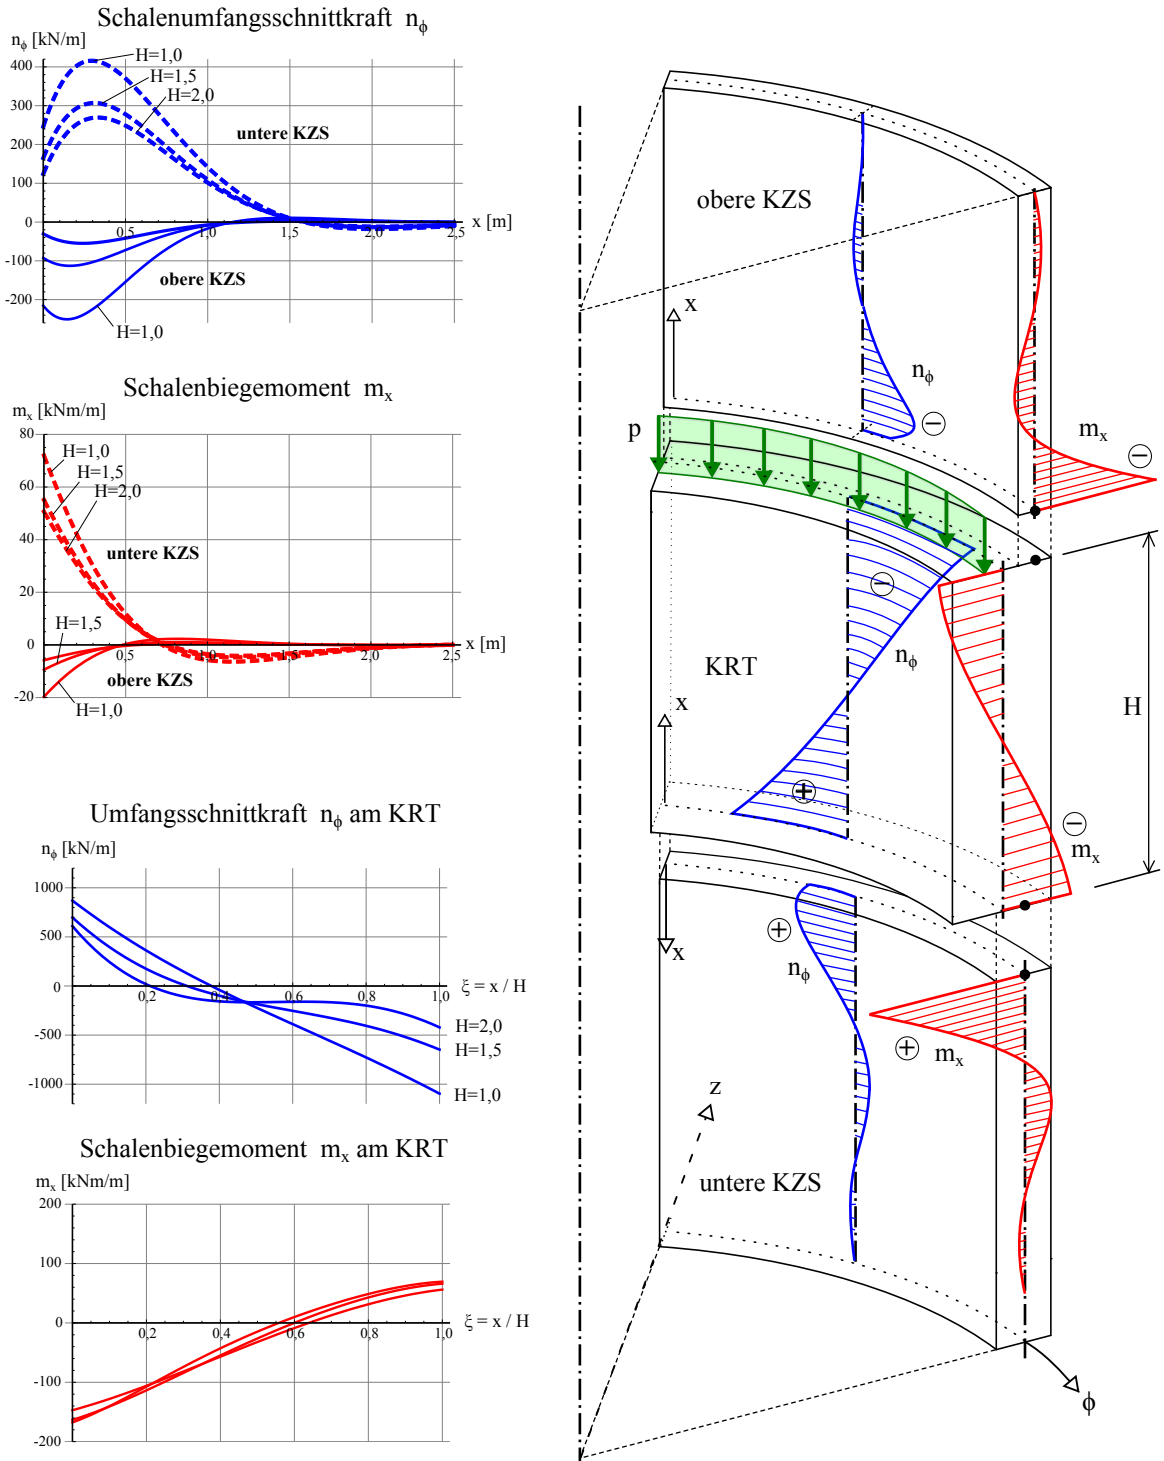 Schalenumfangsschnittkraft nϕ
nϕ [kN/m]
H=1,0
H=1,5
H=2,0
400
300
200
100
0
-100
-200
untere KZS
0,5
1,0
1,5
2,0
2,5
x [m]
obere KZS
H=1,0
Schalenbiegemoment mx
mx [kNm/m]
80
60
40
20
0
-20
H=1,0
H=1,5
H=2,0
untere KZS
H=1,5
0,5
1,0
1,5
2,0
2,5
x [m]
obere KZS
H=1,0
Umfangsschnittkraft nϕ am KRT
nϕ [kN/m]
1000
500
0
-500
-1000
0,2
0,4
0,6
0,8
1,0
ξ = x / H
H=2,0
H=1,5
H=1,0
Schalenbiegemoment mx am KRT
mx [kNm/m]
200
100
0
-100
-200
0,2
0,4
0,6
0,8
1,0
ξ = x / H
obere KZS
x
nϕ
−
mx
−
p
−
nϕ
KRT
x
H
+
−
mx
x
+
nϕ
+
mx
z
untere KZS
ϕ